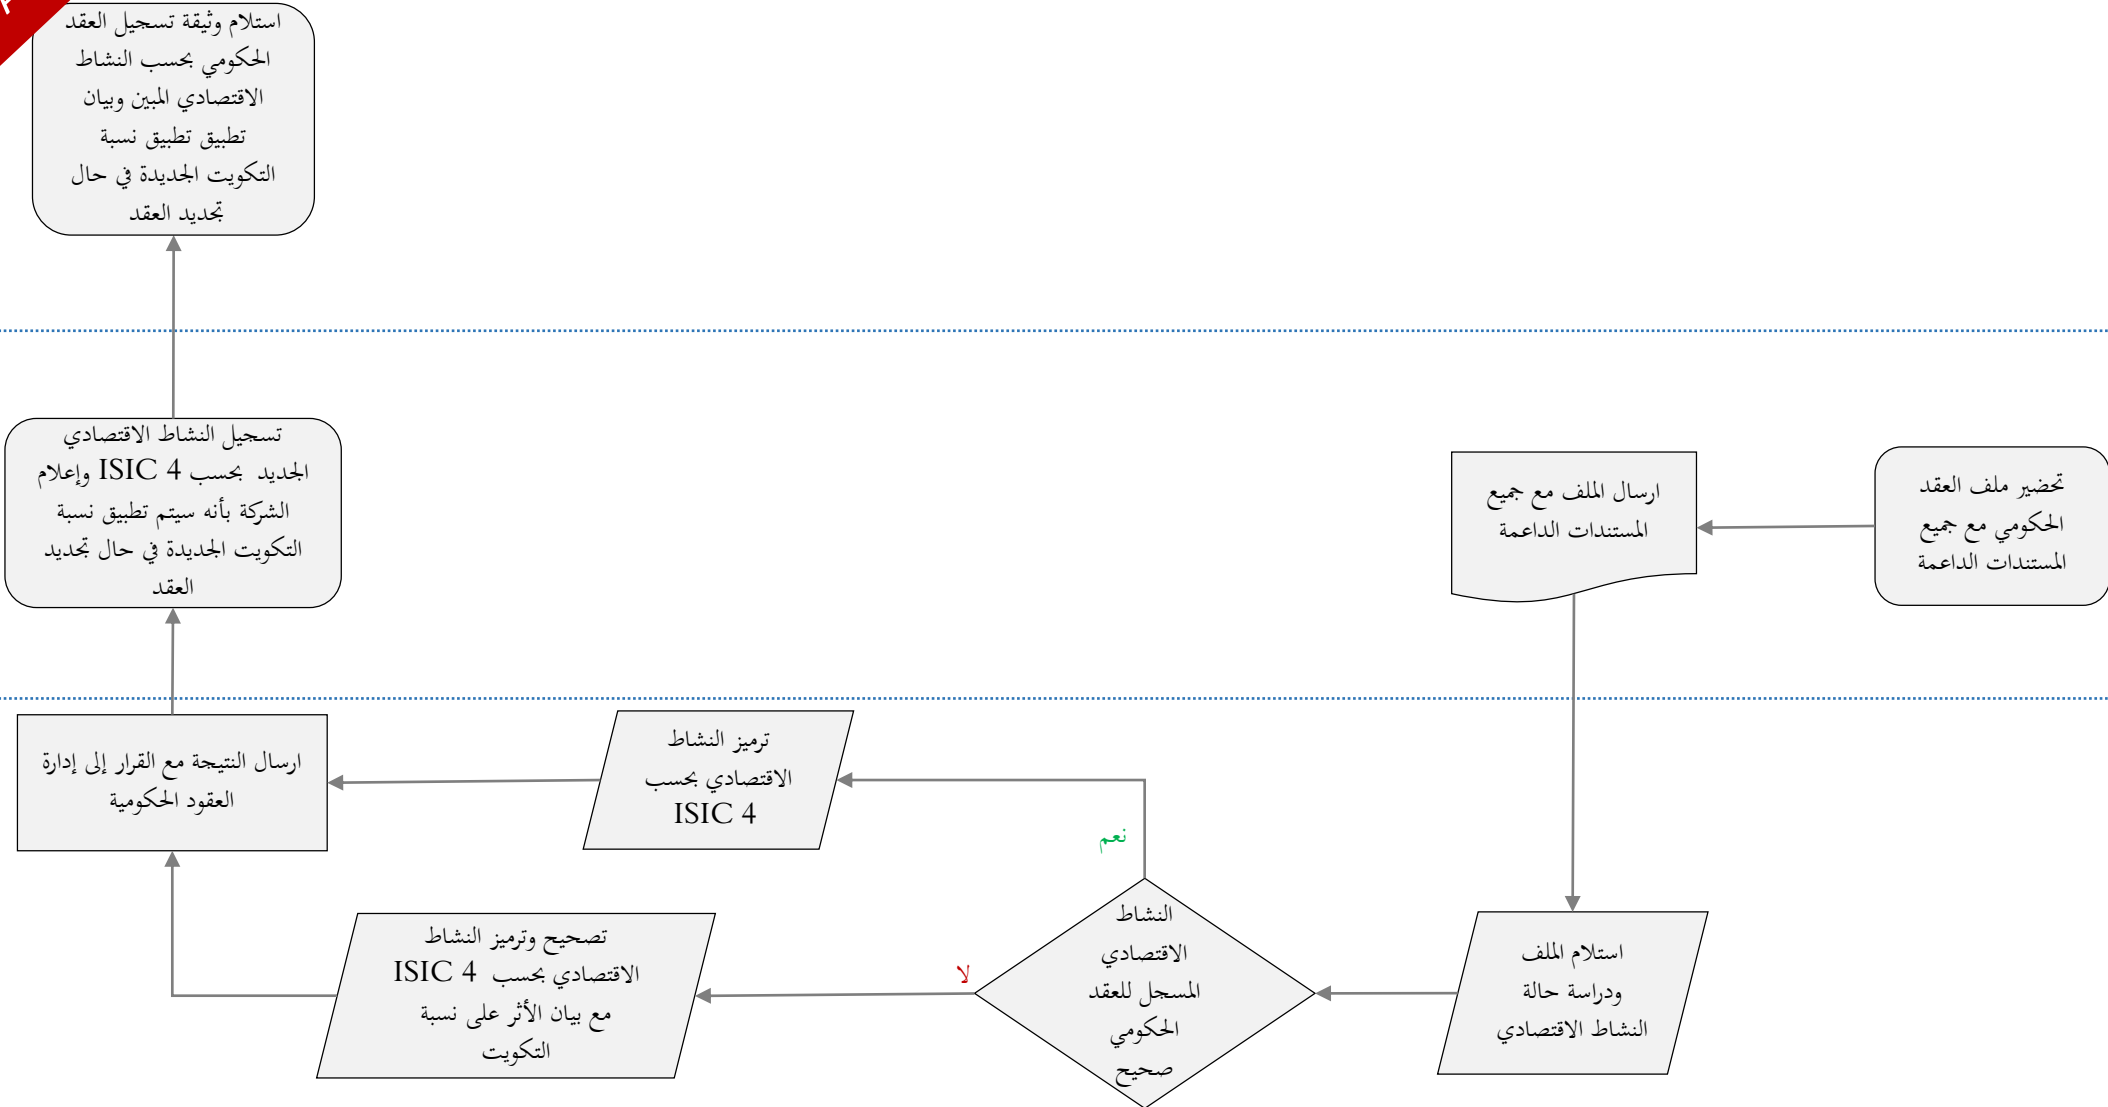 استلام وثيقة تسجيل العقد
الحكومي بحسب النشاط
الاقتصادي المبين وبيان
تطبيق تطبيق نسبة
التكويت الجديدة في حال
تجديد العقد
تحضير ملف العقد
الحكومي مع جميع
المستندات الداعمة
ارسال الملف مع جميع
المستندات الداعمة
تسجيل النشاط الاقتصادي
الجديد بحسب ISIC 4 وإعلام
الشركة بأنه سيتم تطبيق نسبة
التكويت الجديدة في حال تجديد
العقد
استلام الملف
ودراسة حالة
النشاط الاقتصادي
النشاط
الاقتصادي
المسجل للعقد
الحكومي
صحيح
نعم
لا
ترميز النشاط
الاقتصادي بحسب
ISIC 4
تصحيح وترميز النشاط
الاقتصادي بحسب ISIC 4
مع بيان الأثر على نسبة
التكويت
ارسال النتيجة مع القرار إلى إدارة
العقود الحكومية